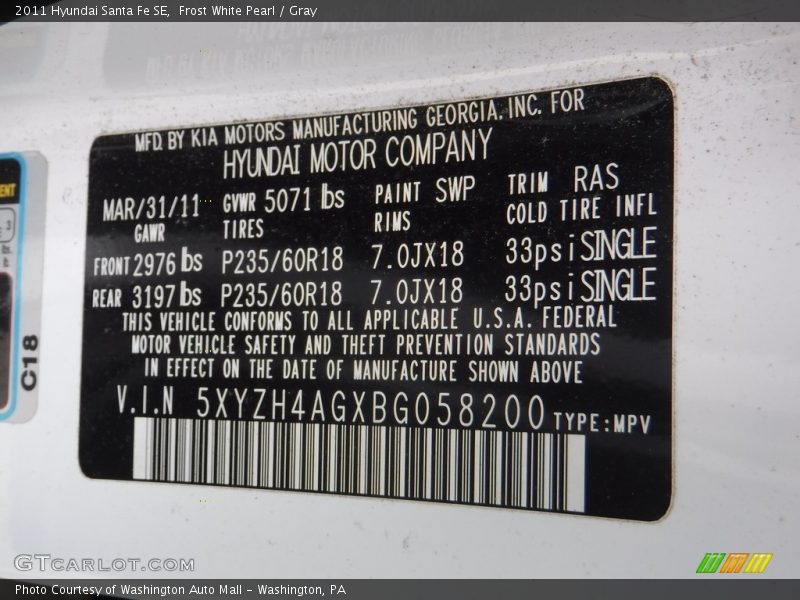 2011 Hyundai Santa Fe SE, Frost White Pearl / Gray
MFD. BY KIA MOTORS MANUFACTURING GEORGIA, INC. FOR
HYUNDAI MOTOR COMPANY
MAR/31/11 GVWR 5071 lbs PAINT SWP TRIM RAS
GAWR TIRES RIMS COLD TIRE INFL
FRONT 2976 lbs P235/60R18 7.0JX18 33psi SINGLE
REAR 3197 lbs P235/60R18 7.0JX18 33psi SINGLE
THIS VEHICLE CONFORMS TO ALL APPLICABLE U.S.A. FEDERAL
MOTOR VEHICLE SAFETY AND THEFT PREVENTION STANDARDS
IN EFFECT ON THE DATE OF MANUFACTURE SHOWN ABOVE
V.I.N 5XYZH4AGXBG058200 TYPE:MPV
C18
GTCARLOT.COM
Photo Courtesy of Washington Auto Mall - Washington, PA